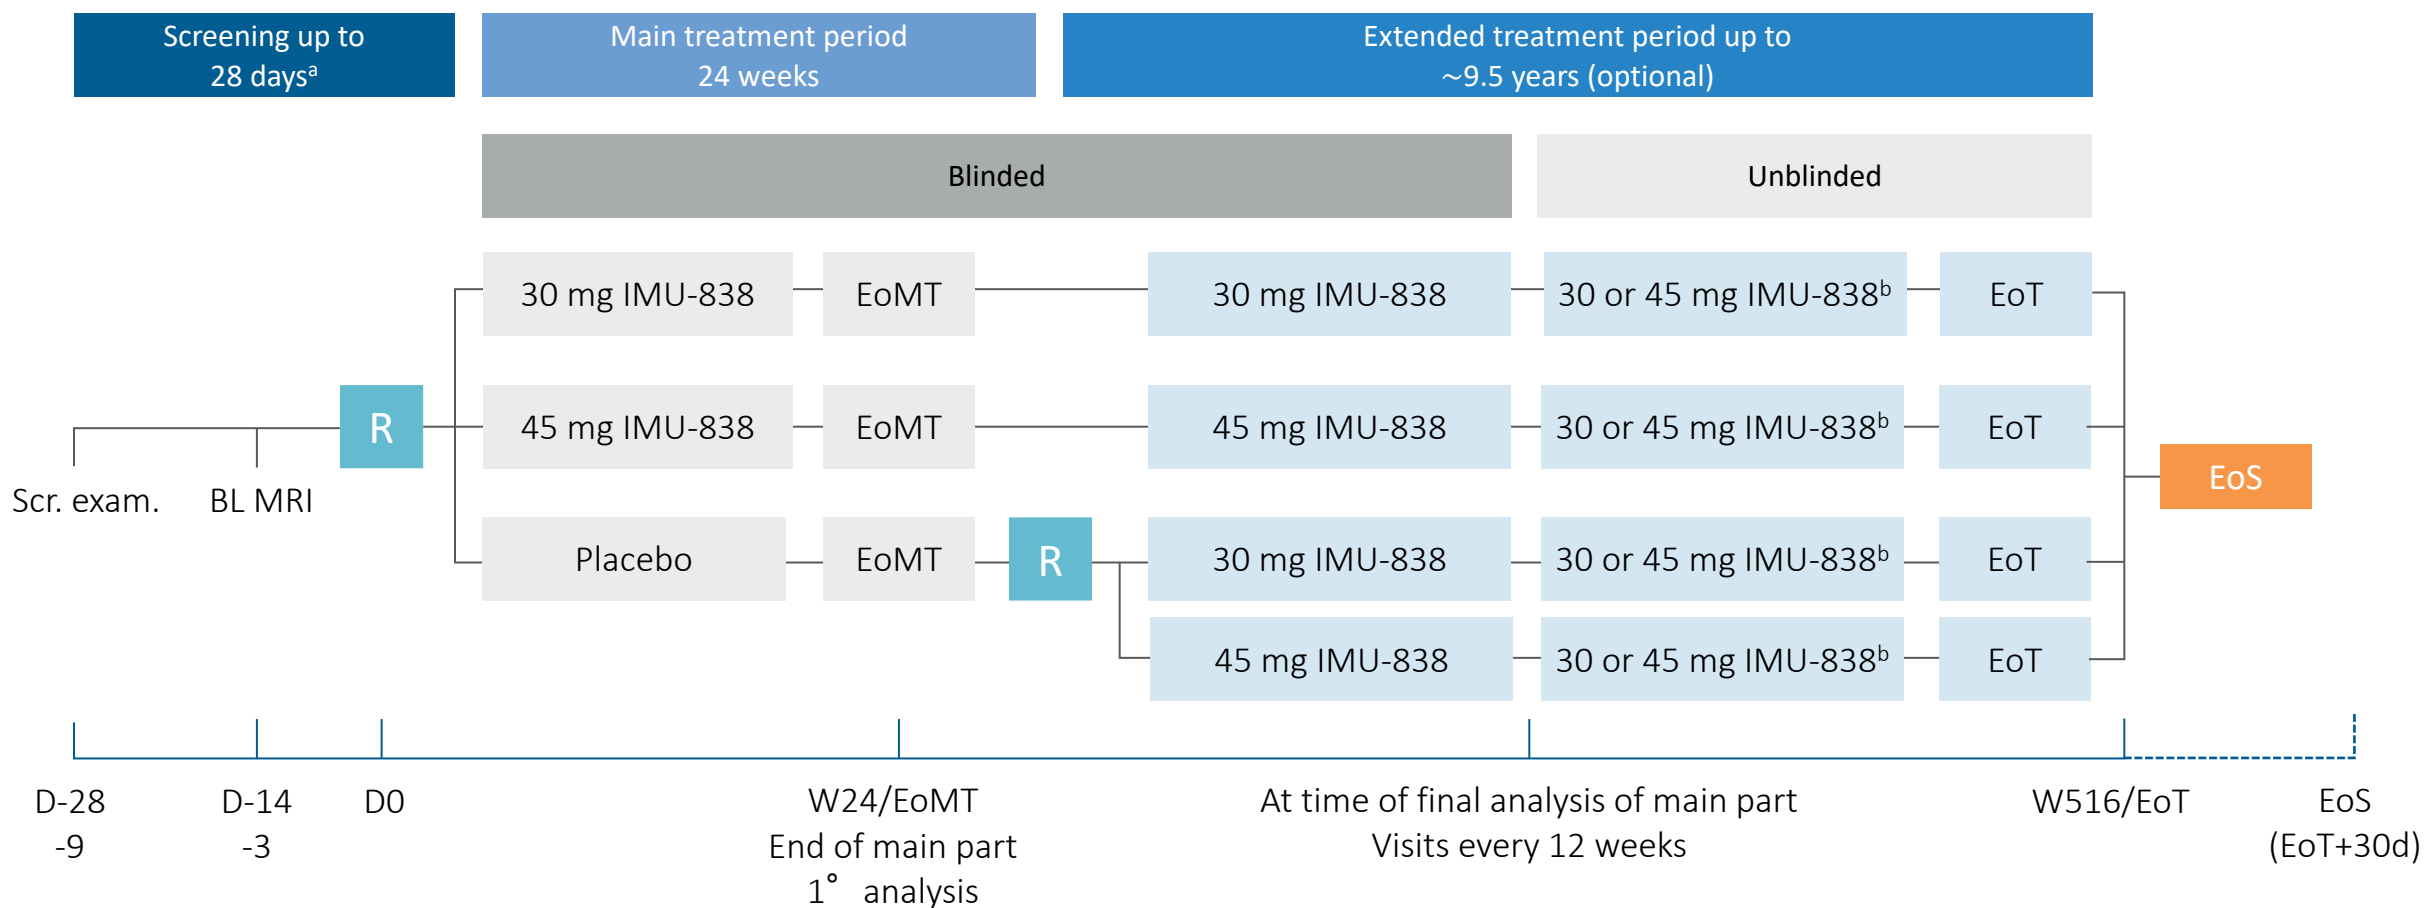 Screening up to
28 daysᵃ
Main treatment period
24 weeks
Extended treatment period up to
~9.5 years (optional)
Blinded
Unblinded
30 mg IMU-838
EoMT
30 mg IMU-838
30 or 45 mg IMU-838ᵇ
EoT
R
45 mg IMU-838
EoMT
45 mg IMU-838
30 or 45 mg IMU-838ᵇ
EoT
Scr. exam.
BL MRI
EoS
Placebo
EoMT
R
30 mg IMU-838
30 or 45 mg IMU-838ᵇ
EoT
45 mg IMU-838
30 or 45 mg IMU-838ᵇ
EoT
D-28
-9
D-14
-3
D0
W24/EoMT
End of main part
1° analysis
At time of final analysis of main part
Visits every 12 weeks
W516/EoT
EoS
(EoT+30d)